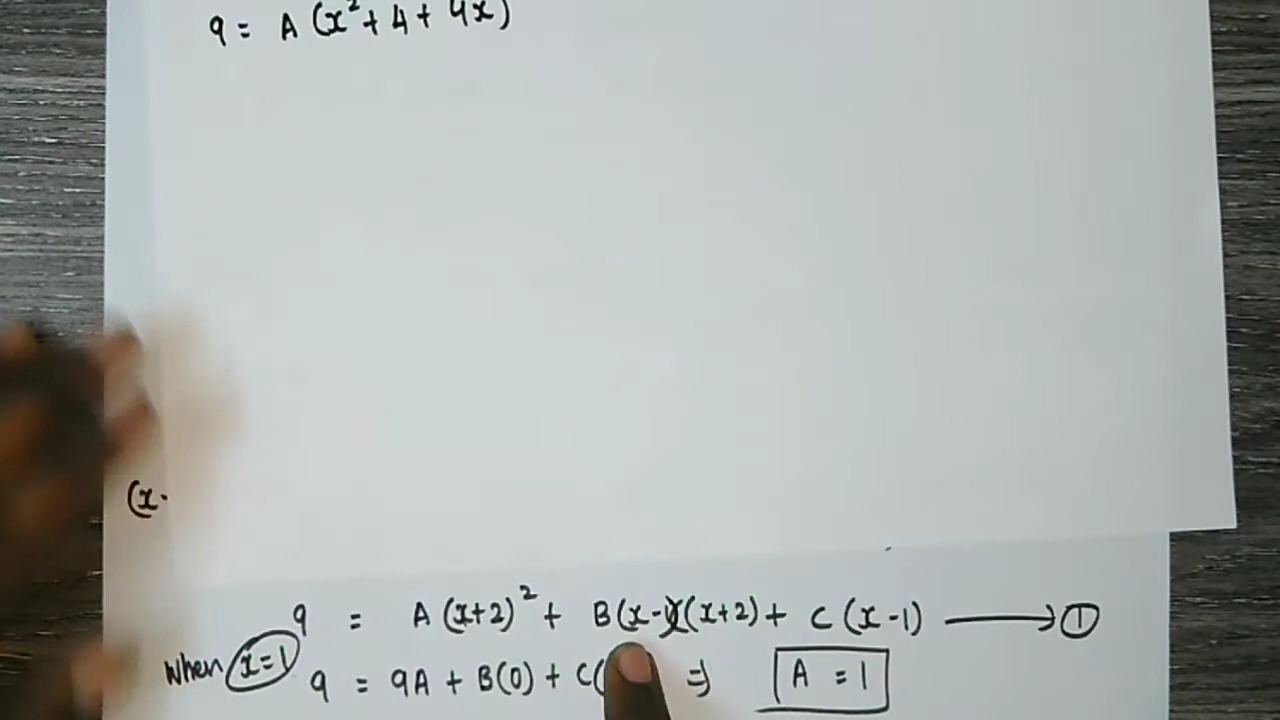 9 = A (x² + 4 + 4x)
(x-
9 = A (x+2)² + B (x-1)(x+2) + C (x-1) ⟶ ①
When x=1
9 = 9A + B(0) + C( ⇒ A = 1